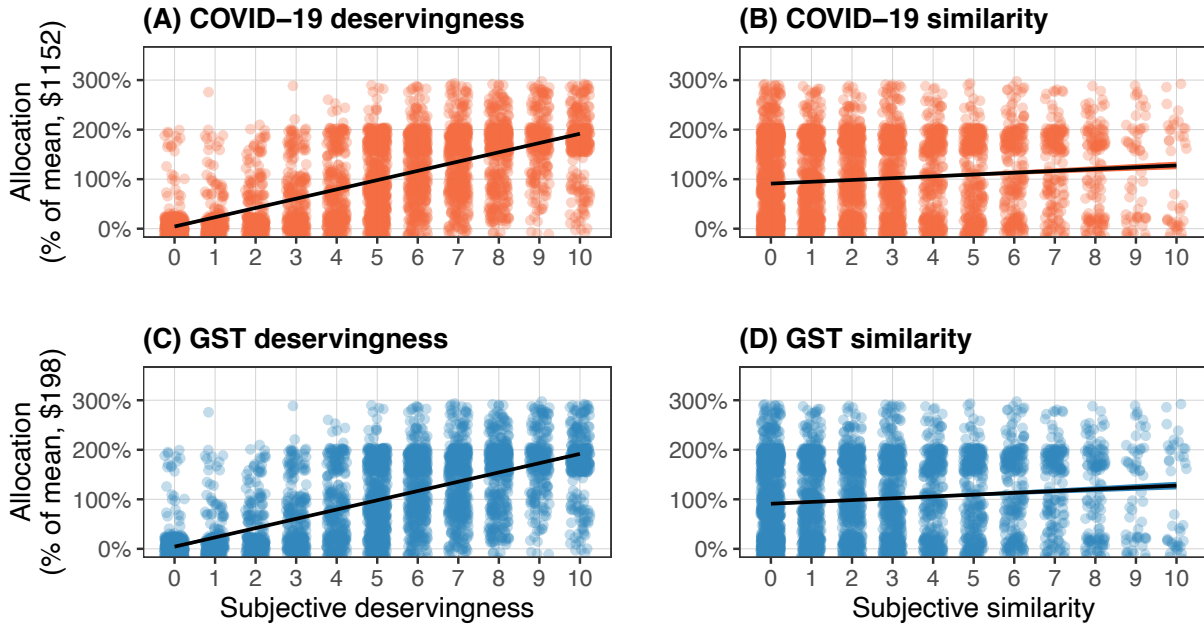 (A) COVID–19 deservingness
(B) COVID–19 similarity
Allocation
(% of mean, $1152)
300%
200%
100%
0%
0 1 2 3 4 5 6 7 8 9 10
300%
200%
100%
0%
0 1 2 3 4 5 6 7 8 9 10
(C) GST deservingness
(D) GST similarity
Allocation
(% of mean, $198)
300%
200%
100%
0%
0 1 2 3 4 5 6 7 8 9 10
Subjective deservingness
300%
200%
100%
0%
0 1 2 3 4 5 6 7 8 9 10
Subjective similarity